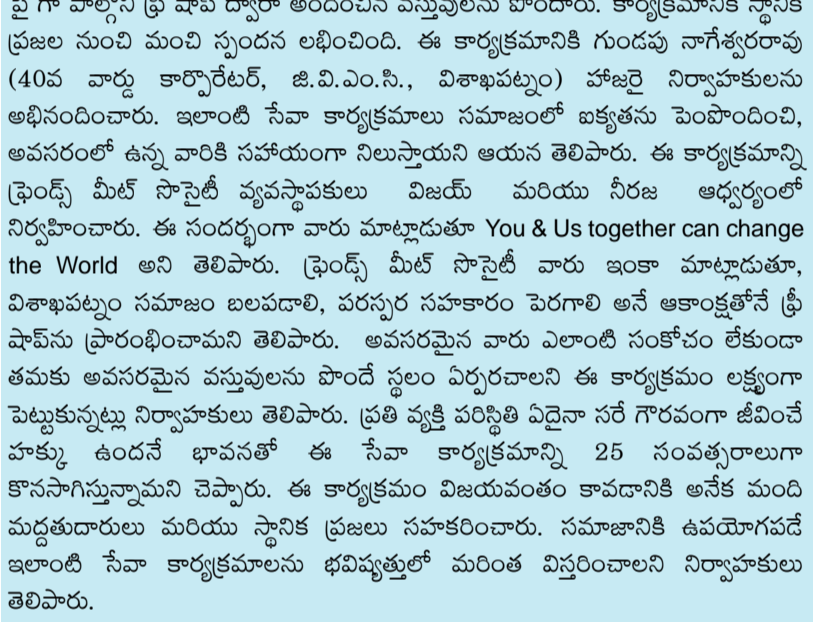 పై గా పాల్గొని ఫ్రీ షాప్ ద్వారా అందించిన వస్తువులను పొందారు. కార్యక్రమానికి స్థానిక
ప్రజల నుంచి మంచి స్పందన లభించింది. ఈ కార్యక్రమానికి గుండపు నాగేశ్వరరావు
(40వ వార్డు కార్పొరేటర్, జి.వి.ఎం.సి., విశాఖపట్నం) హాజరై నిర్వాహకులను
అభినందించారు. ఇలాంటి సేవా కార్యక్రమాలు సమాజంలో ఐక్యతను పెంపొందించి,
అవసరంలో ఉన్న వారికి సహాయంగా నిలుస్తాయని ఆయన తెలిపారు. ఈ కార్యక్రమాన్ని
ఫ్రెండ్స్ మీట్ సొసైటీ వ్యవస్థాపకులు విజయ్ మరియు నీరజ ఆధ్వర్యంలో
నిర్వహించారు. ఈ సందర్భంగా వారు మాట్లాడుతూ You & Us together can change
the World అని తెలిపారు. ఫ్రెండ్స్ మీట్ సొసైటీ వారు ఇంకా మాట్లాడుతూ,
విశాఖపట్నం సమాజం బలపడాలి, పరస్పర సహకారం పెరగాలి అనే ఆకాంక్షతోనే ఫ్రీ
షాప్‌ను ప్రారంభించామని తెలిపారు. అవసరమైన వారు ఎలాంటి సంకోచం లేకుండా
తమకు అవసరమైన వస్తువులను పొందే స్థలం ఏర్పరచాలని ఈ కార్యక్రమం లక్ష్యంగా
పెట్టుకున్నట్లు నిర్వాహకులు తెలిపారు. ప్రతి వ్యక్తి పరిస్థితి ఏదైనా సరే గౌరవంగా జీవించే
హక్కు ఉందనే భావనతో ఈ సేవా కార్యక్రమాన్ని 25 సంవత్సరాలుగా
కొనసాగిస్తున్నామని చెప్పారు. ఈ కార్యక్రమం విజయవంతం కావడానికి అనేక మంది
మద్దతుదారులు మరియు స్థానిక ప్రజలు సహకరించారు. సమాజానికి ఉపయోగపడే
ఇలాంటి సేవా కార్యక్రమాలను భవిష్యత్తులో మరింత విస్తరించాలని నిర్వాహకులు
తెలిపారు.